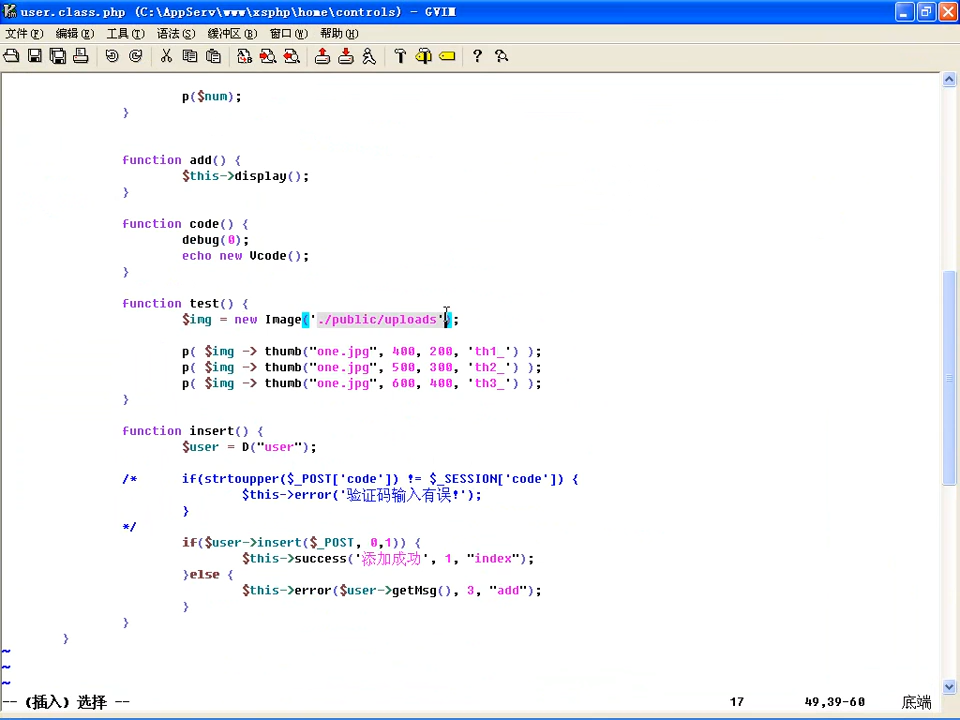 user.class.php (C:\AppServ\www\xsphp\home\controls) - GVIM
文件(F) 编辑(E) 工具(T) 语法(S) 缓冲区(B) 窗口(W) 帮助(H)
p($num);
}
function add() {
$this->display();
}
function code() {
debug(0);
echo new Vcode();
}
function test() {
$img = new Image('./public/uploads');
p( $img -> thumb("one.jpg", 400, 200, 'th1_') );
p( $img -> thumb("one.jpg", 500, 300, 'th2_') );
p( $img -> thumb("one.jpg", 600, 400, 'th3_') );
}
function insert() {
$user = D("user");
/* if(strtoupper($_POST['code']) != $_SESSION['code']) {
$this->error('验证码输入有误!');
}
*/
if($user->insert($_POST, 0,1)) {
$this->success('添加成功', 1, "index");
}else {
$this->error($user->getMsg(), 3, "add");
}
}
}
~
~
~
-- (插入) 选择 -- 17 49,39-60 底端